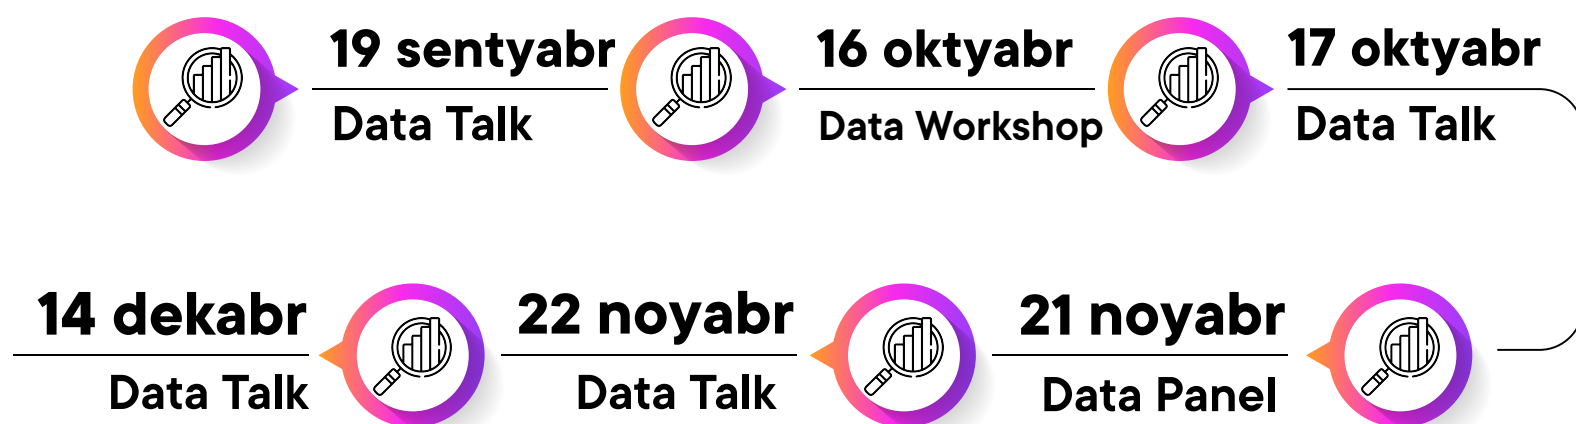 19 sentyabr
Data Talk
16 oktyabr
Data Workshop
17 oktyabr
Data Talk
21 noyabr
Data Panel
22 noyabr
Data Talk
14 dekabr
Data Talk